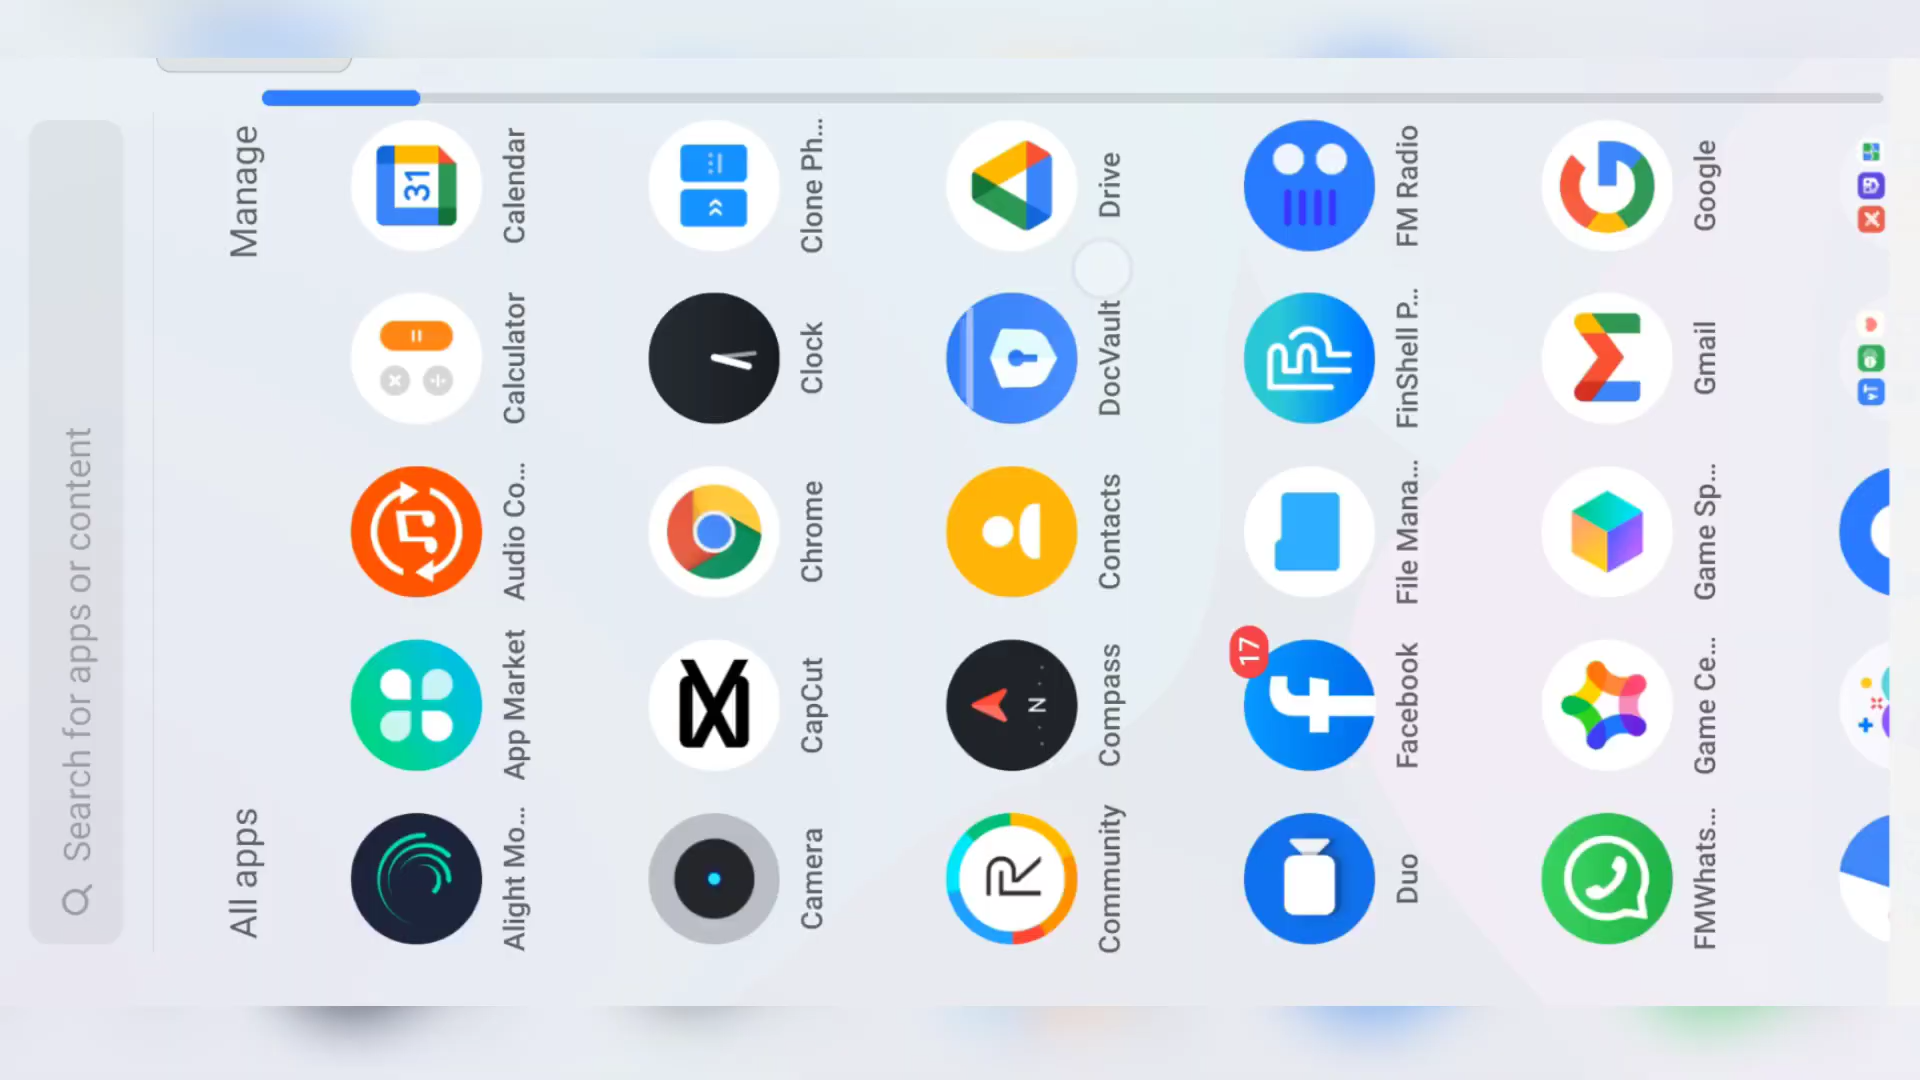 Search for apps or content
All apps
Manage
Alight Mo...
App Market
Audio Co...
=
×
÷
Calculator
31
Calendar
Camera
CapCut
Chrome
Clock
Clone Ph...
Community
N
Compass
Contacts
DocVault
Drive
Duo
17
Facebook
File Mana...
FinShell P...
FM Radio
FMWhats...
Game Ce...
Game Sp...
Gmail
Google